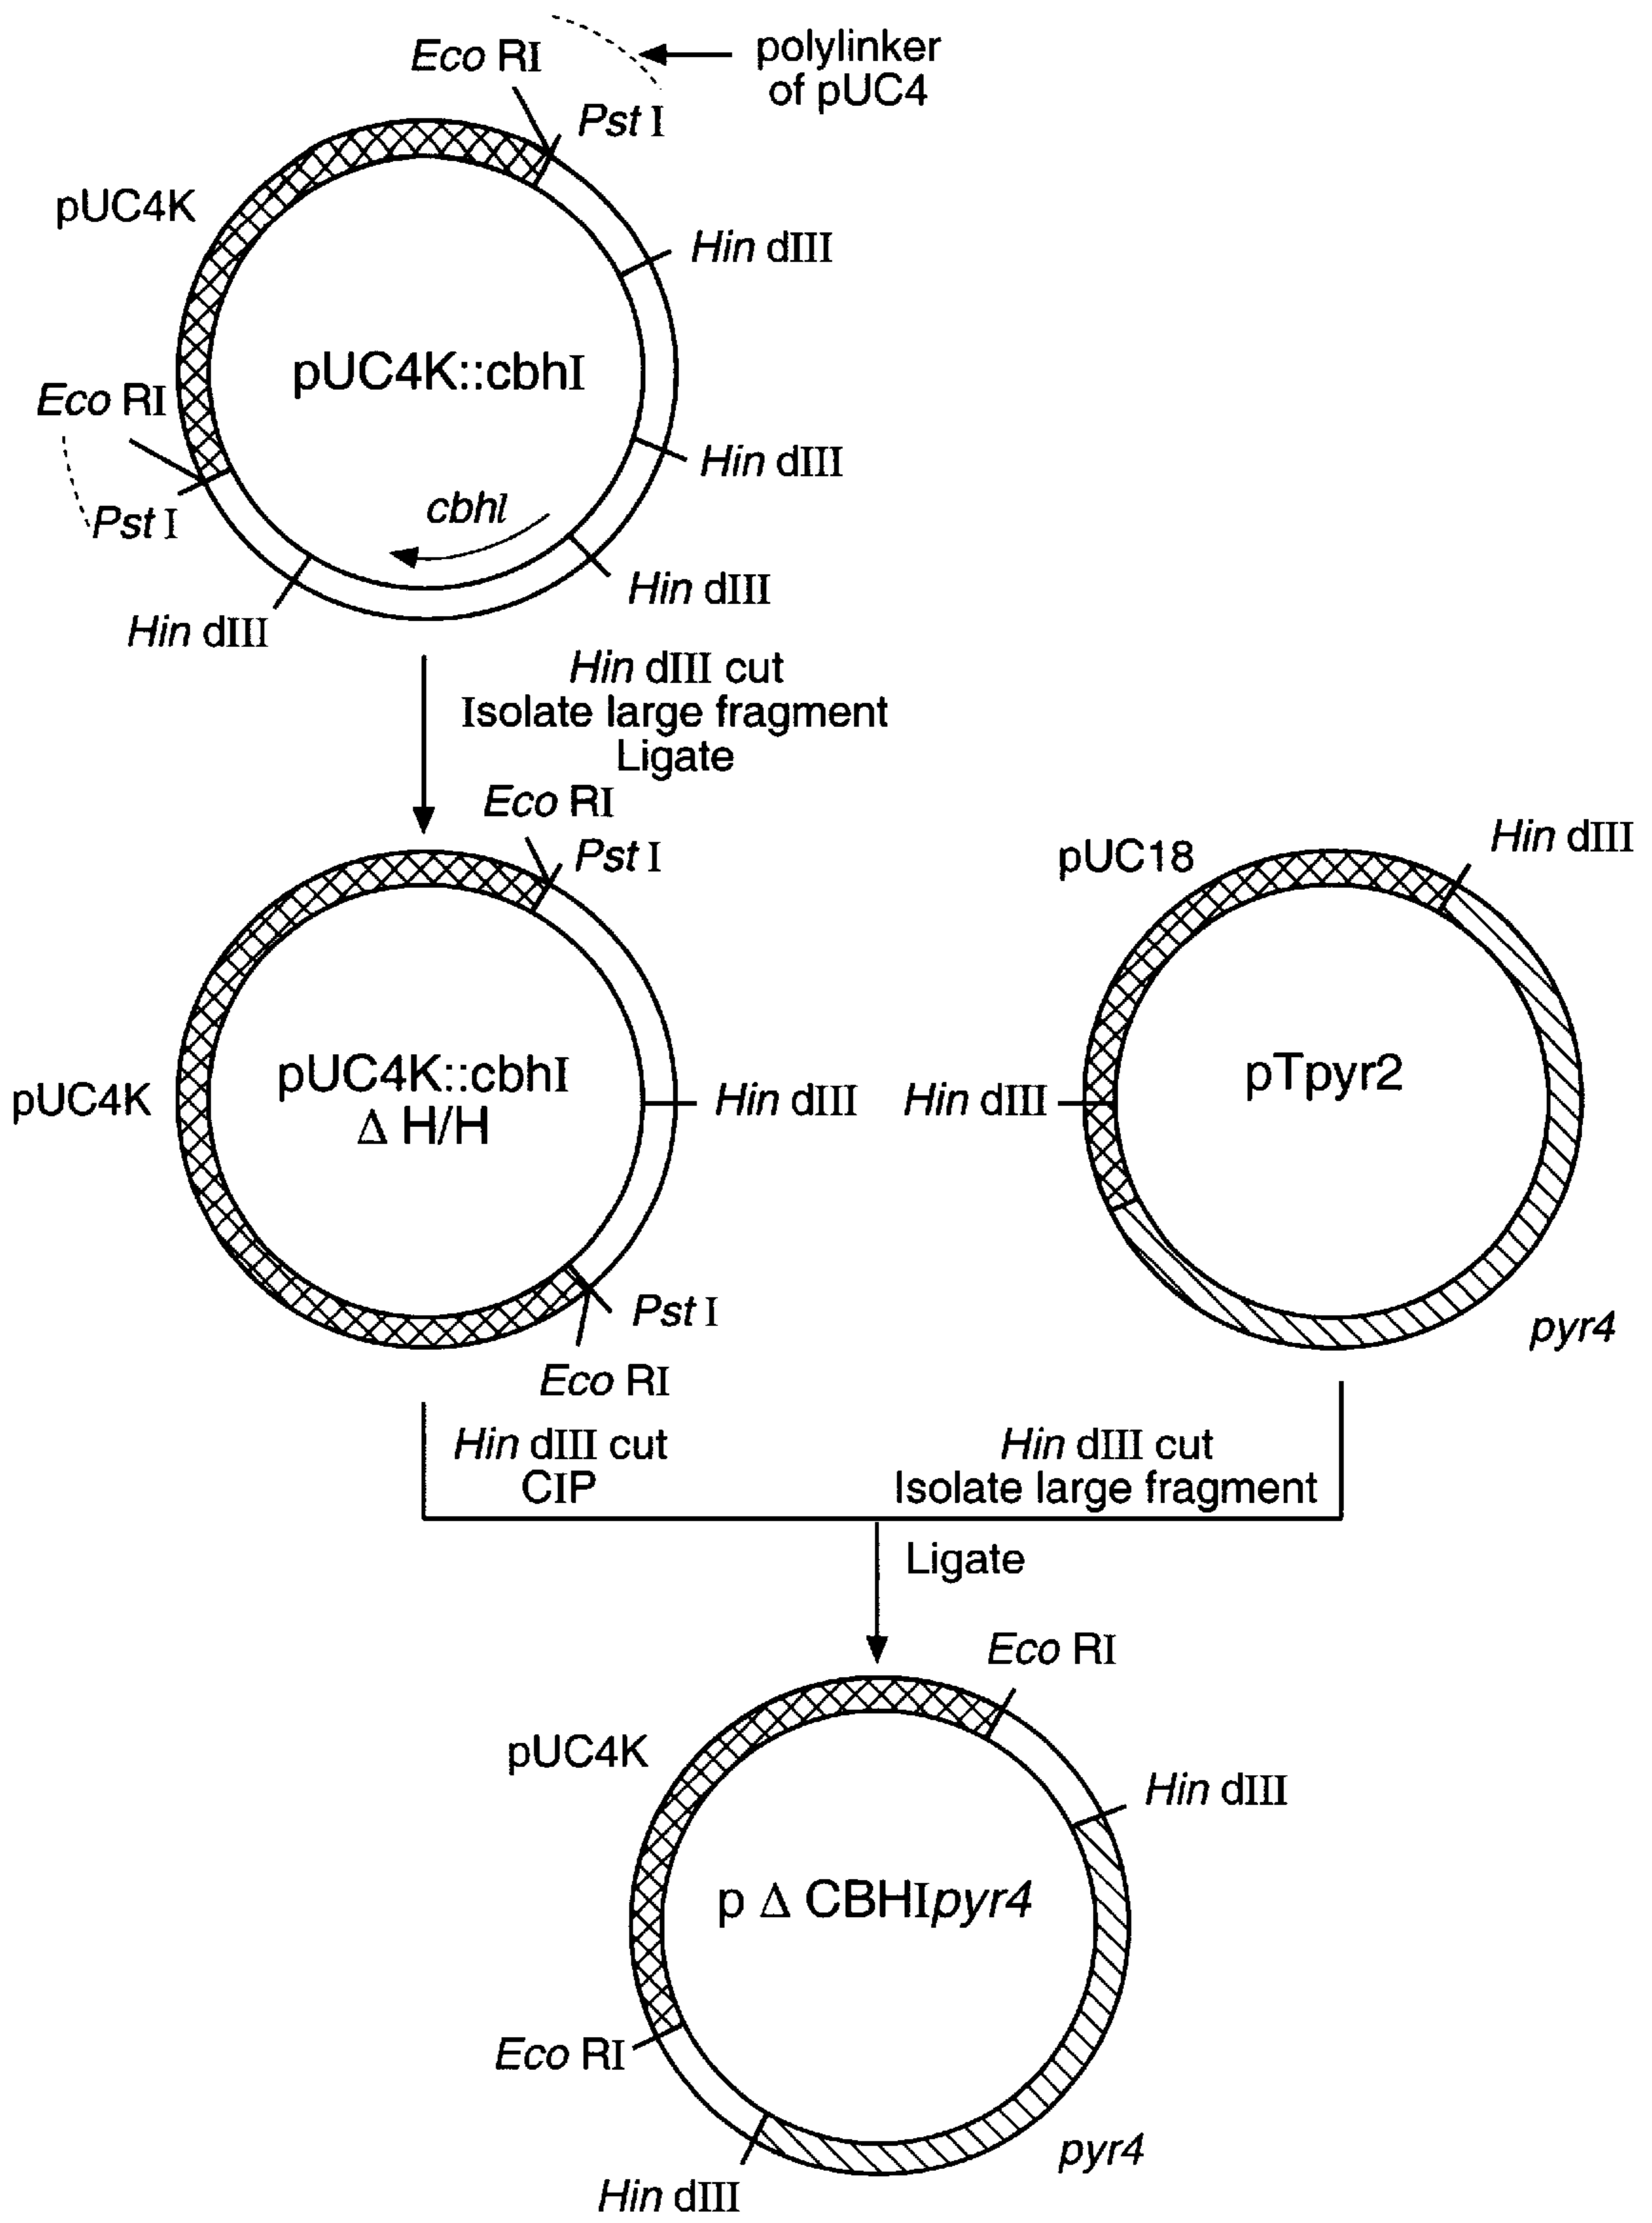 Eco RI
polylinker
of pUC4
Pst I
pUC4K
Hin dIII
pUC4K::cbhI
Eco RI
Hin dIII
cbhl
Pst I
Hin dIII
Hin dIII
Hin dIII cut
Isolate large fragment
Ligate
Eco RI
Pst I
pUC18
Hin dIII
pUC4K::cbhI
Δ H/H
pTpyr2
pUC4K
Hin dIII
Hin dIII
Pst I
pyr4
Eco RI
Hin dIII cut
CIP
Hin dIII cut
Isolate large fragment
Ligate
Eco RI
pUC4K
Hin dIII
p Δ CBHIpyr4
Eco RI
pyr4
Hin dIII